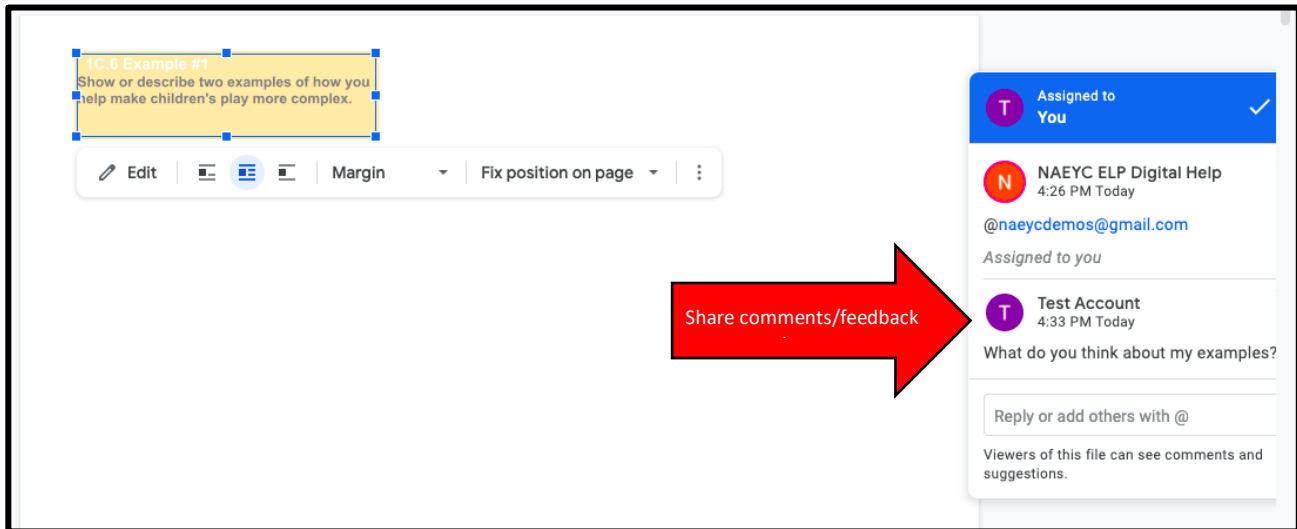 1C.6 Example #1
Show or describe two examples of how you
help make children's play more complex.
Edit
Margin
Fix position on page
T
Assigned to
You
N
NAEYC ELP Digital Help
4:26 PM Today
@naeycdemos@gmail.com
Assigned to you
Share comments/feedback
T
Test Account
4:33 PM Today
What do you think about my examples?
Reply or add others with @
Viewers of this file can see comments and
suggestions.